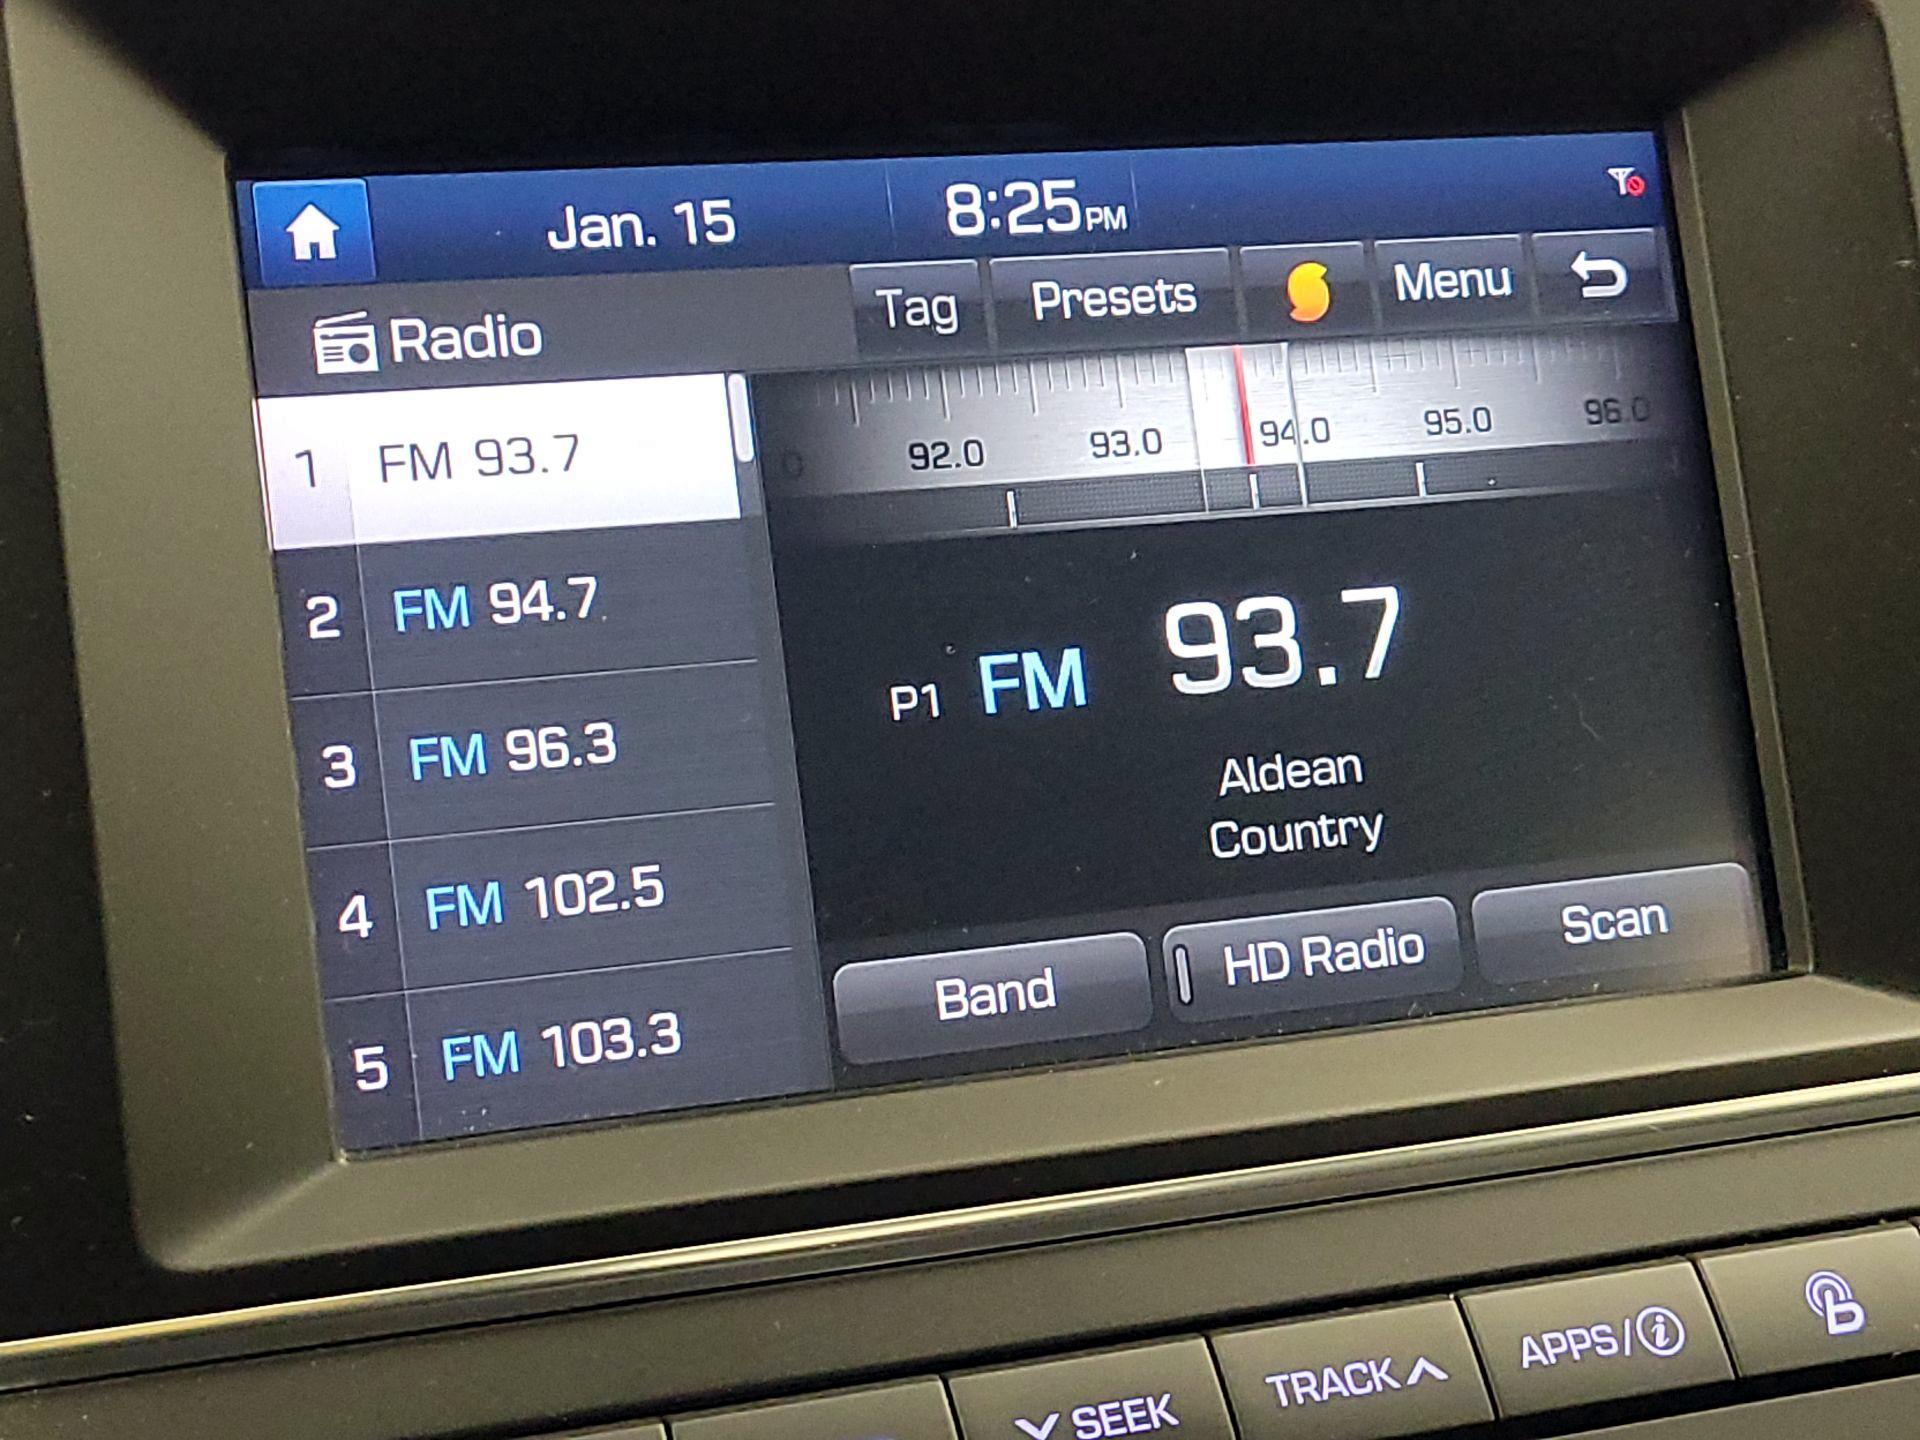 Jan. 15
8:25 PM
Radio
Tag
Presets
Menu
1 FM 93.7
2 FM 94.7
3 FM 96.3
4 FM 102.5
5 FM 103.3
92.0 93.0 94.0 95.0 96.0
P1 FM 93.7
Aldean
Country
Band
HD Radio
Scan
SEEK
TRACK
APPS/i